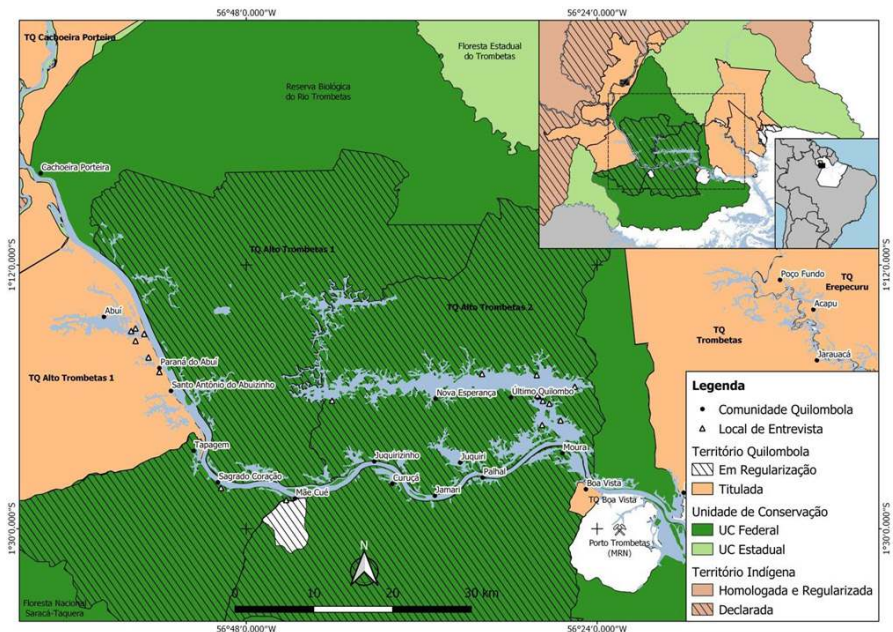 56°48'0.000"W
56°24'0.000"W
TQ Cachoeira Porteira
Floresta Estadual
do Trombetas
Reserva Biológica
do Rio Trombetas
Cachoeira Porteira
1°12'0.000"S
1°12'0.000"S
TQ Alto Trombetas 1
TQ Alto Trombetas 2
Poço Fundo
TQ
Erepecuru
Acapu
TQ
Trombetas
Jarauacá
Abuí
Paraná do Abuí
TQ Alto Trombetas 1
Santo Antônio do Abuizinho
Nova Esperança
Último Quilombo
Tapagem
Moura
Juquirizinho
Juquiri
Sagrado Coração
Curuçá
Palhal
Mãe Cué
Jamari
Boa Vista
TQ Boa Vista
1°30'0.000"S
1°30'0.000"S
Porto Trombetas
(MRN)
N
Floresta Nacional
Saracá-Taquera
0 10 20 30 km
56°48'0.000"W
56°24'0.000"W
Legenda
Comunidade Quilombola
Local de Entrevista
Território Quilombola
Em Regularização
Titulada
Unidade de Conservação
UC Federal
UC Estadual
Território Indígena
Homologada e Regularizada
Declarada